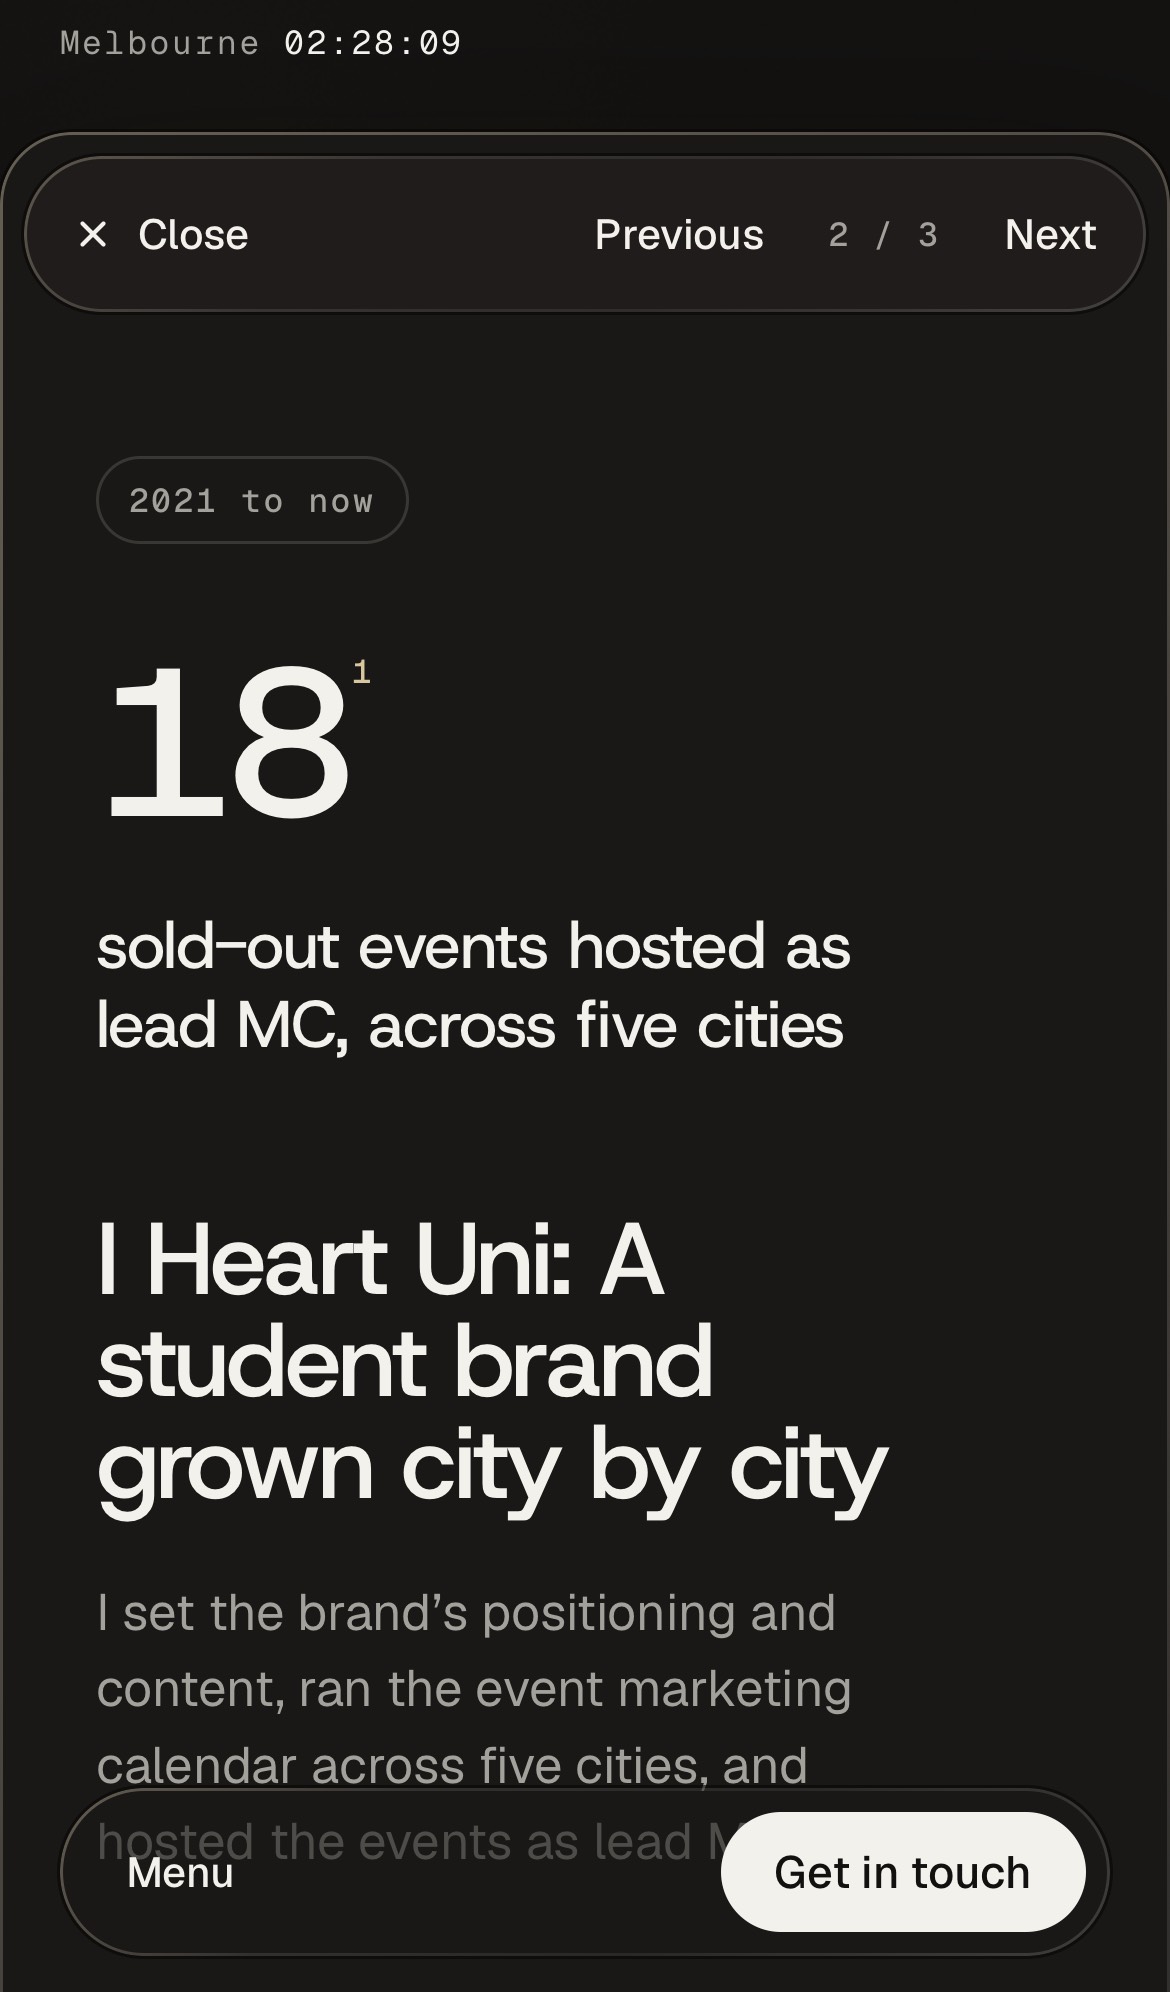 Melbourne 02:28:09
Close Previous 2 / 3 Next
2021 to now
18¹
sold-out events hosted as
lead MC, across five cities
I Heart Uni: A
student brand
grown city by city
I set the brand’s positioning and
content, ran the event marketing
calendar across five cities, and
hosted the events as lead
Menu Get in touch